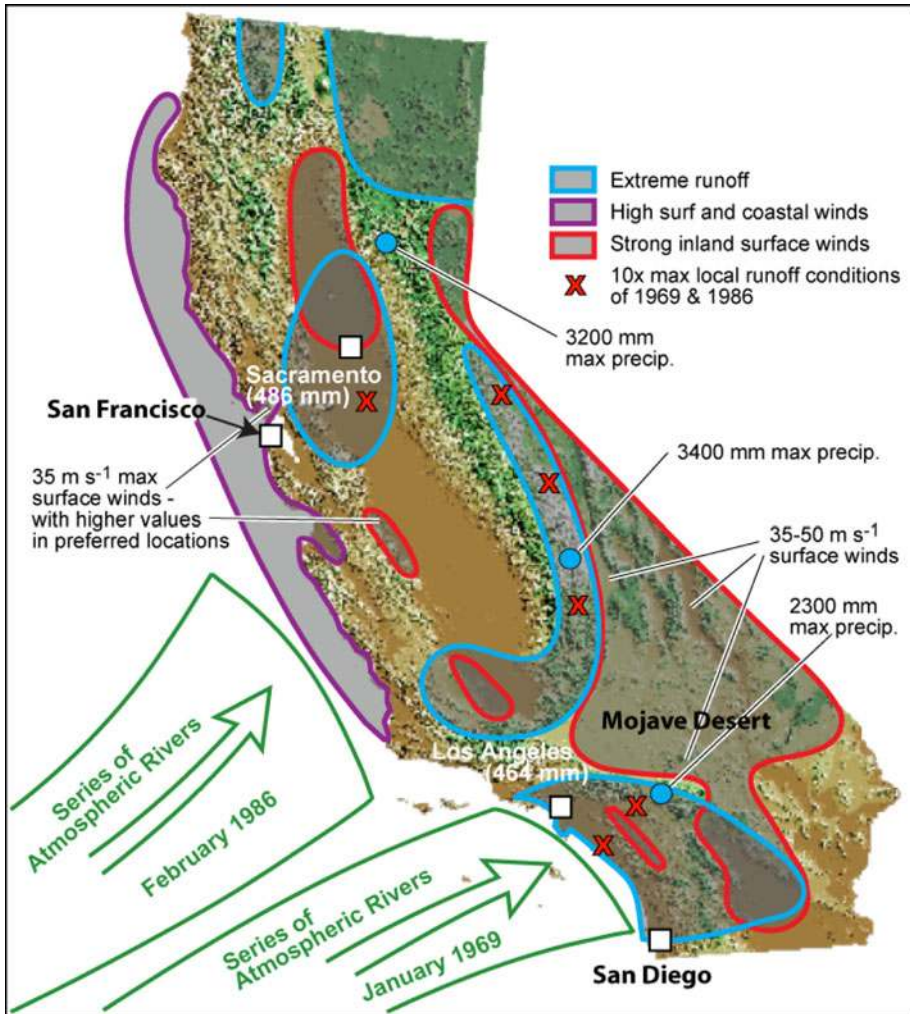 Extreme runoff
High surf and coastal winds
Strong inland surface winds
X 10x max local runoff conditions
of 1969 & 1986
3200 mm
max precip.
Sacramento
(486 mm)
X
X
San Francisco
3400 mm max precip.
35 m s-1 max
surface winds -
with higher values
in preferred locations
X
35-50 m s-1
surface winds
X
2300 mm
max precip.
Mojave Desert
Los Angeles
(464 mm)
X
X
Series of
Atmospheric Rivers
February 1986
Series of
Atmospheric Rivers
January 1969
San Diego